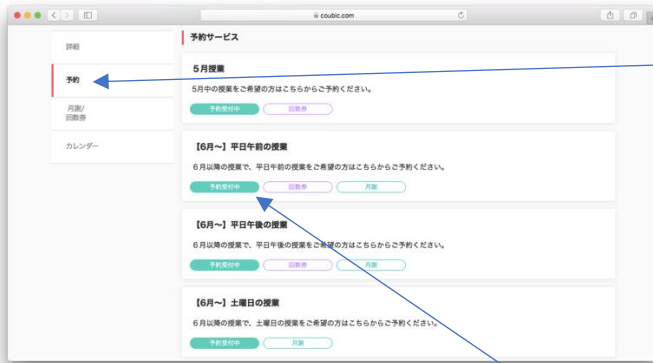 coubic.com
詳細
予約
月謝/
回数券
カレンダー
予約サービス
5月授業
5月中の授業をご希望の方はこちらからご予約ください。
予約受付中 回数券
【6月〜】平日午前の授業
6月以降の授業で、平日午前の授業をご希望の方はこちらからご予約ください。
予約受付中 回数券 月謝
【6月〜】平日午後の授業
6月以降の授業で、平日午後の授業をご希望の方はこちらからご予約ください。
予約受付中 回数券 月謝
【6月〜】土曜日の授業
6月以降の授業で、土曜日の授業をご希望の方はこちらからご予約ください。
予約受付中 月謝